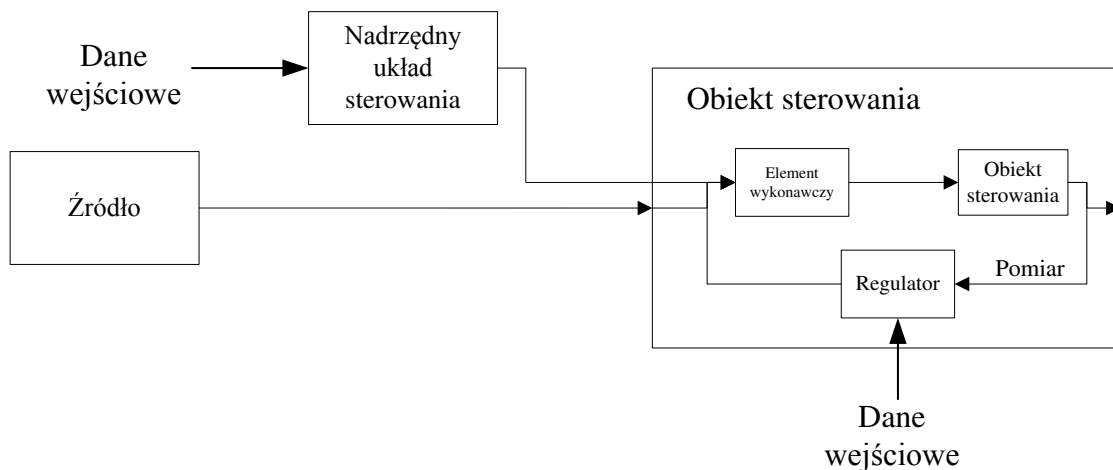 Dane
wejściowe
Nadrzędny
układ
sterowania
Obiekt sterowania
Źródło
Element
wykonawczy
Obiekt
sterowania
Regulator
Pomiar
Dane
wejściowe